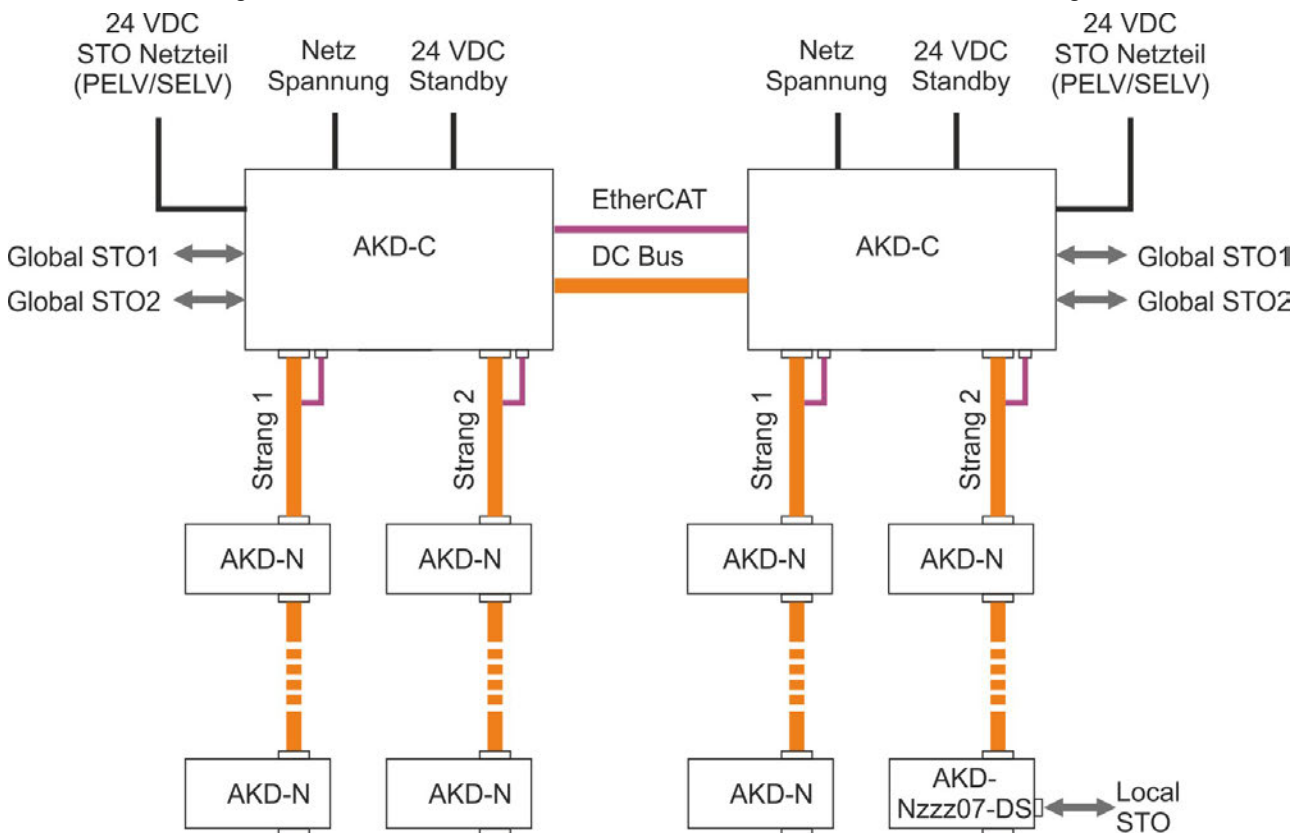 24 VDC
STO Netzteil
(PELV/SELV)
Netz
Spannung
24 VDC
Standby
Netz
Spannung
24 VDC
Standby
24 VDC
STO Netzteil
(PELV/SELV)
EtherCAT
AKD-C
DC Bus
AKD-C
Global STO1
Global STO2
Global STO1
Global STO2
Strang 1
Strang 2
Strang 1
Strang 2
AKD-N
AKD-N
AKD-N
AKD-N
AKD-N
AKD-N
AKD-N
AKD-
Nzzz07-DS
Local
STO